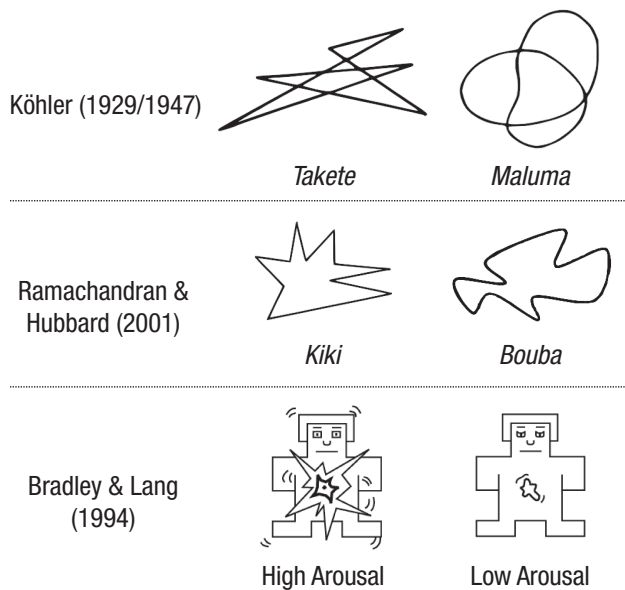 Köhler (1929/1947)
Takete
Maluma
Ramachandran &
Hubbard (2001)
Kiki
Bouba
Bradley & Lang
(1994)
High Arousal
Low Arousal